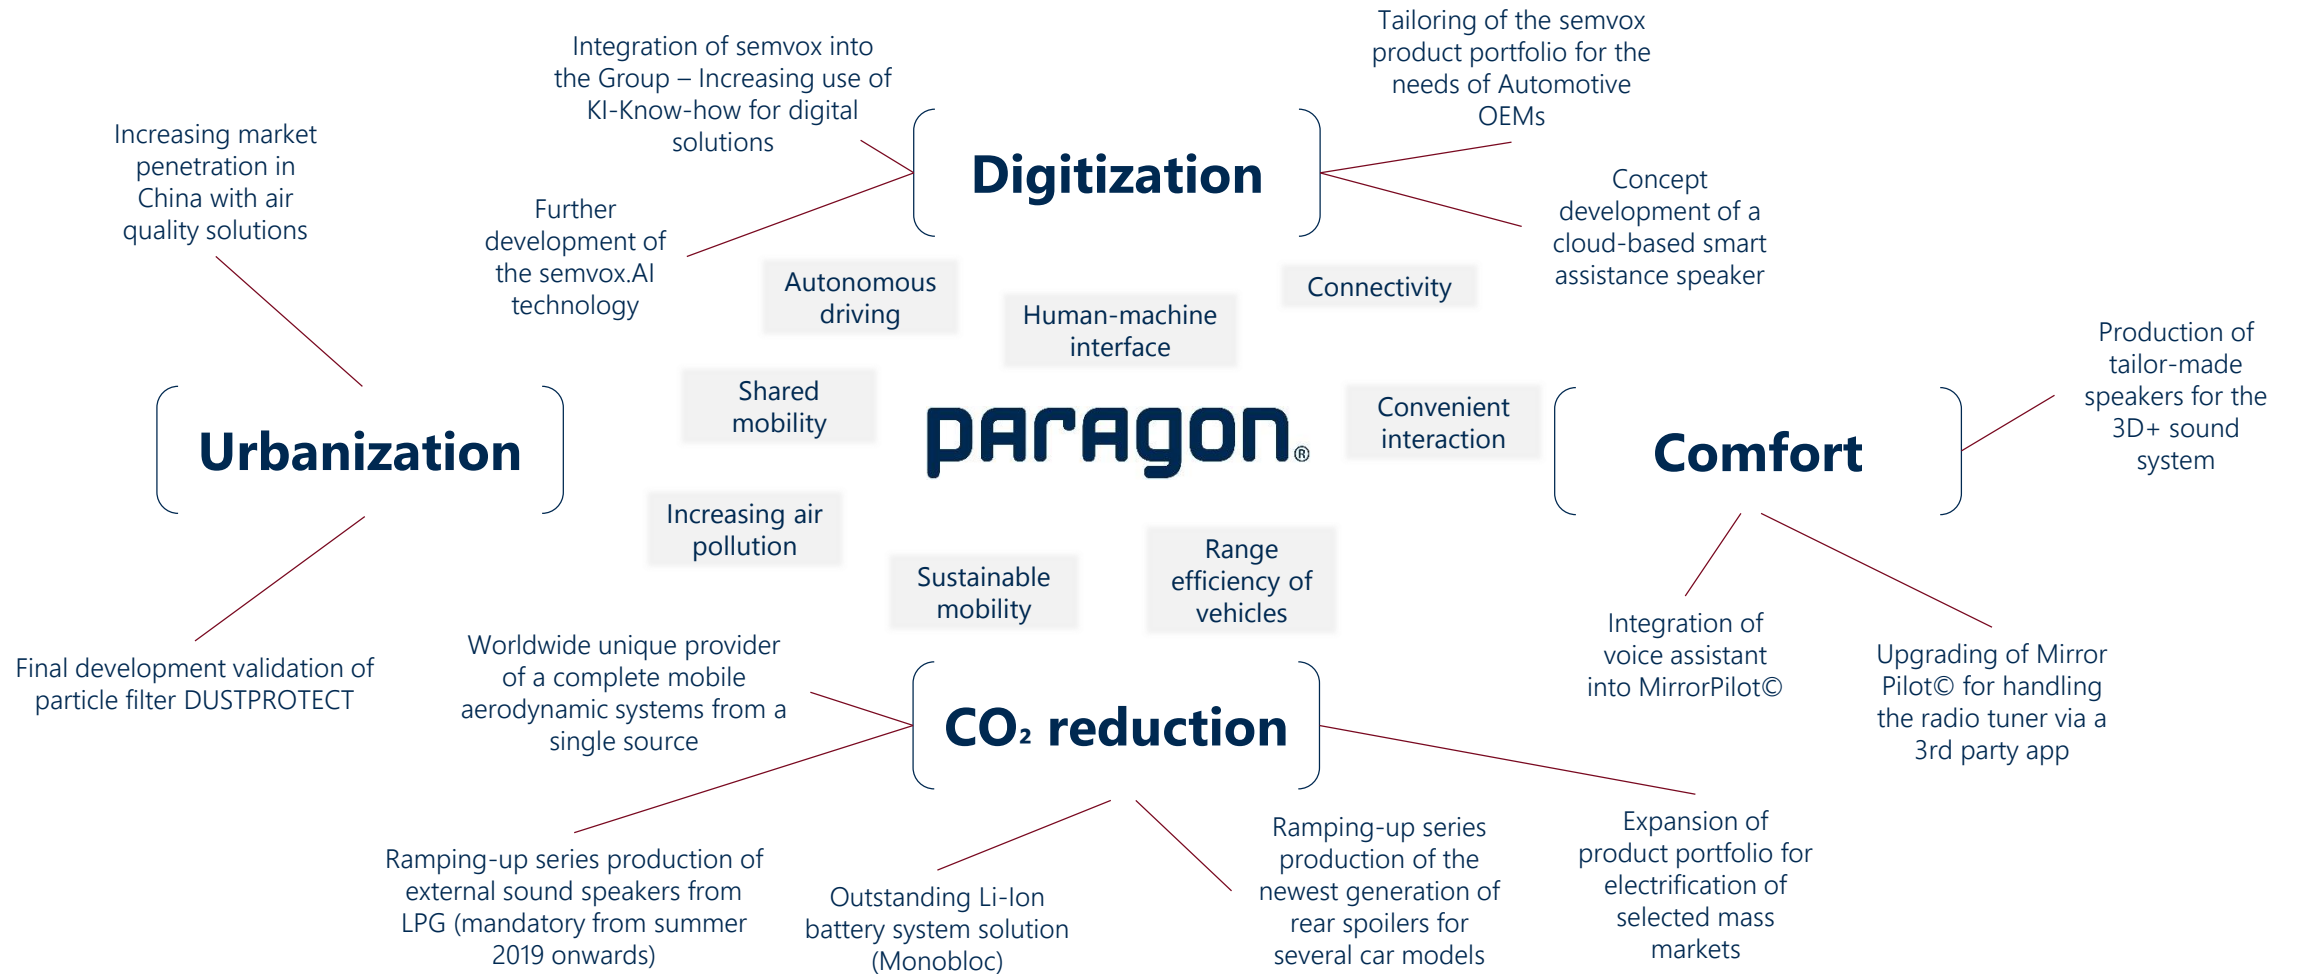 Tailoring of the semvox
product portfolio for the
needs of Automotive
OEMs
Integration of semvox into
the Group – Increasing use of
KI-Know-how for digital
solutions
Increasing market
penetration in
China with air
quality solutions
Digitization
Concept
development of a
cloud-based smart
assistance speaker
Further
development of
the semvox.AI
technology
Autonomous
driving
Human-machine
interface
Connectivity
Production of
tailor-made
speakers for the
3D+ sound
system
Shared
mobility
Convenient
interaction
Urbanization
paragon®
Comfort
Increasing air
pollution
Sustainable
mobility
Range
efficiency of
vehicles
Final development validation of
particle filter DUSTPROTECT
Worldwide unique provider
of a complete mobile
aerodynamic systems from a
single source
Integration of
voice assistant
into MirrorPilot©
Upgrading of Mirror
Pilot© for handling
the radio tuner via a
3rd party app
CO₂ reduction
Ramping-up series production of
external sound speakers from
LPG (mandatory from summer
2019 onwards)
Outstanding Li-Ion
battery system solution
(Monobloc)
Ramping-up series
production of the
newest generation of
rear spoilers for
several car models
Expansion of
product portfolio for
electrification of
selected mass
markets